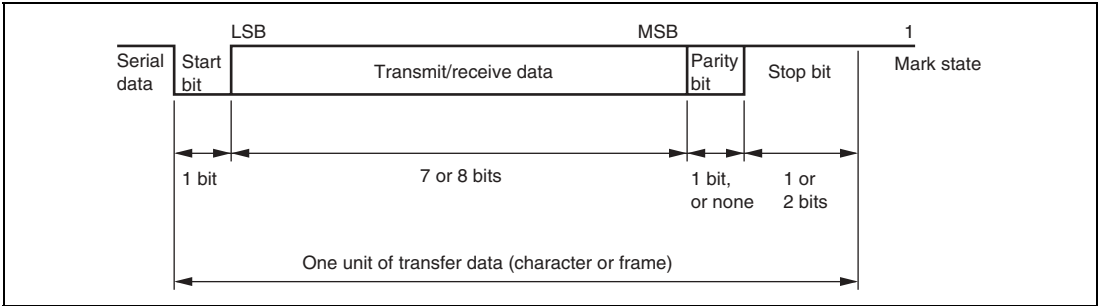 LSB
MSB
1
Serial
data
Start
bit
Transmit/receive data
Parity
bit
Stop bit
Mark state
1 bit
7 or 8 bits
1 bit,
or none
1 or
2 bits
One unit of transfer data (character or frame)